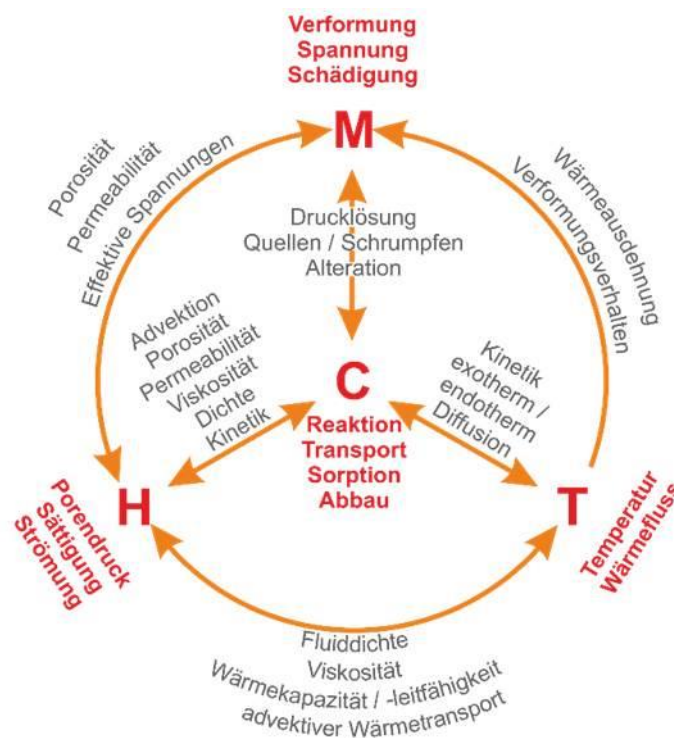 Verformung
Spannung
Schädigung
M
Porosität
Permeabilität
Effektive Spannungen
Wärmeausdehnung
Verformungsverhalten
Drucklösung
Quellen / Schrumpfen
Alteration
Advektion
Porosität
Permeabilität
Viskosität
Dichte
Kinetik
C
Reaktion
Transport
Sorption
Abbau
Kinetik
exotherm /
endotherm
Diffusion
H
Porendruck
Sättigung
Strömung
T
Temperatur
Wärmefluss
Fluiddichte
Viskosität
Wärmekapazität / -leitfähigkeit
advektiver Wärmetransport